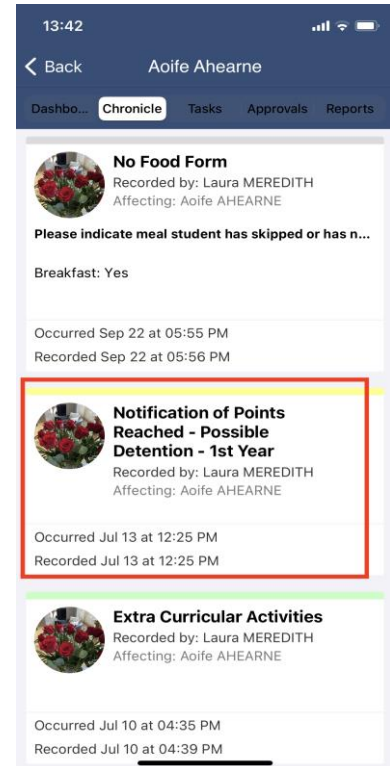 13:42
Back Aoife Ahearne
Dashbo... Chronicle Tasks Approvals Reports
No Food Form
Recorded by: Laura MEREDITH
Affecting: Aoife AHEARNE
Please indicate meal student has skipped or has n...
Breakfast: Yes
Occurred Sep 22 at 05:55 PM
Recorded Sep 22 at 05:56 PM
Notification of Points
Reached - Possible
Detention - 1st Year
Recorded by: Laura MEREDITH
Affecting: Aoife AHEARNE
Occurred Jul 13 at 12:25 PM
Recorded Jul 13 at 12:25 PM
Extra Curricular Activities
Recorded by: Laura MEREDITH
Affecting: Aoife AHEARNE
Occurred Jul 10 at 04:35 PM
Recorded Jul 10 at 04:39 PM